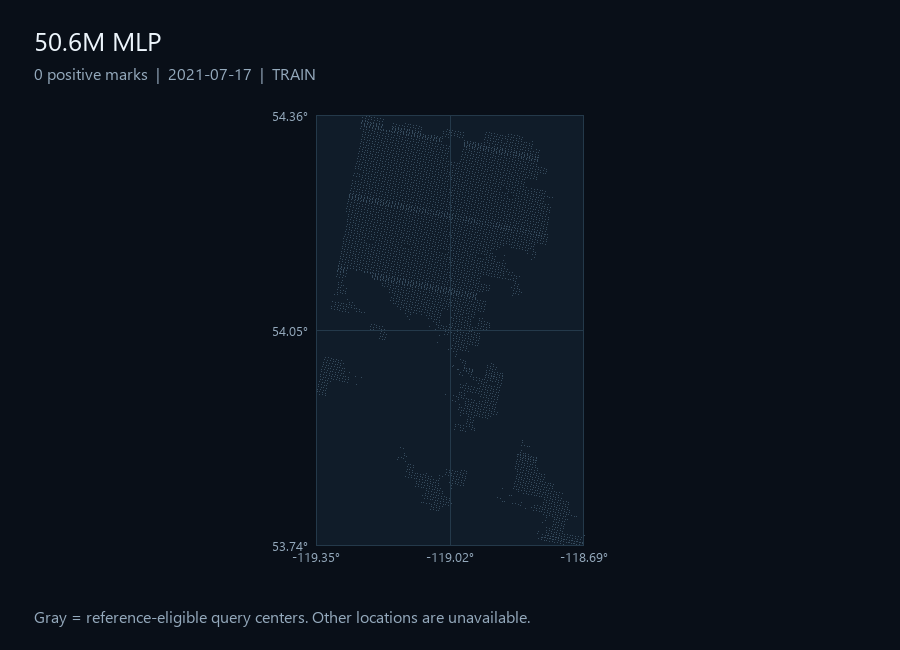 50.6M MLP
0 positive marks | 2021-07-17 | TRAIN
54.36°
54.05°
53.74°
-119.35° -119.02° -118.69°
Gray = reference-eligible query centers. Other locations are unavailable.